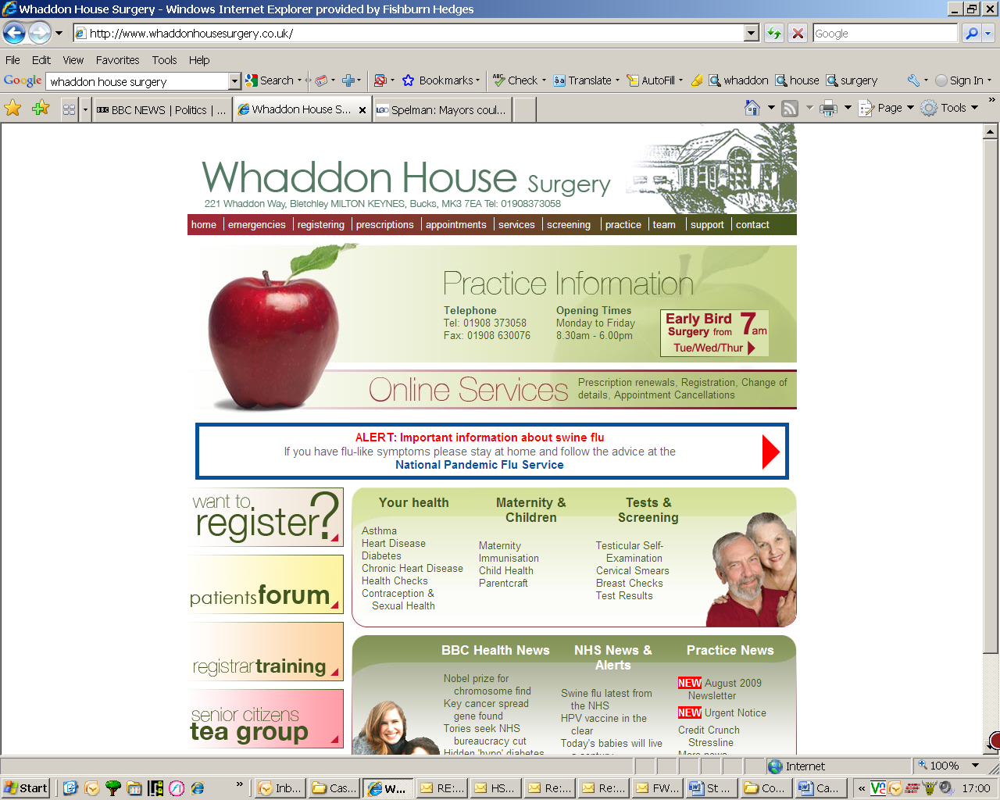 Whaddon House Surgery - Windows Internet Explorer provided by Fishburn Hedges
http://www.whaddonhousesurgery.co.uk/
Google
File Edit View Favorites Tools Help
Google whaddon house surgery Search Bookmarks Check Translate AutoFill whaddon house surgery Sign In
BBC NEWS | Politics | ... Whaddon House S... Spelman: Mayors coul... Page Tools
Whaddon House Surgery
221 Whaddon Way, Bletchley MILTON KEYNES, Bucks, MK3 7EA Tel: 01908373058
home emergencies registering prescriptions appointments services screening practice team support contact
Practice Information
Telephone
Tel: 01908 373058
Fax: 01908 630076
Opening Times
Monday to Friday
8.30am - 6.00pm
Early Bird
Surgery from 7am
Tue/Wed/Thur
Online Services
Prescription renewals, Registration, Change of
details, Appointment Cancellations
ALERT: Important information about swine flu
If you have flu-like symptoms please stay at home and follow the advice at the
National Pandemic Flu Service
want to
register?
patientsforum
registrartraining
senior citizens
tea group
Your health
Asthma
Heart Disease
Diabetes
Chronic Heart Disease
Health Checks
Contraception &
Sexual Health
Maternity &
Children
Maternity
Immunisation
Child Health
Parentcraft
Tests &
Screening
Testicular Self-
Examination
Cervical Smears
Breast Checks
Test Results
BBC Health News
Nobel prize for
chromosome find
Key cancer spread
gene found
Tories seek NHS
bureaucracy cut
Hidden 'hypo' diabetes
NHS News &
Alerts
Swine flu latest from
the NHS
HPV vaccine in the
clear
Today's babies will live
a century
Practice News
NEW August 2009
Newsletter
NEW Urgent Notice
Credit Crunch
Stressline
More news
Internet 100%
Start Inb... Cas... W... RE:... HS... Re:... Re:... FW... St ... Co... Ca... 17:00